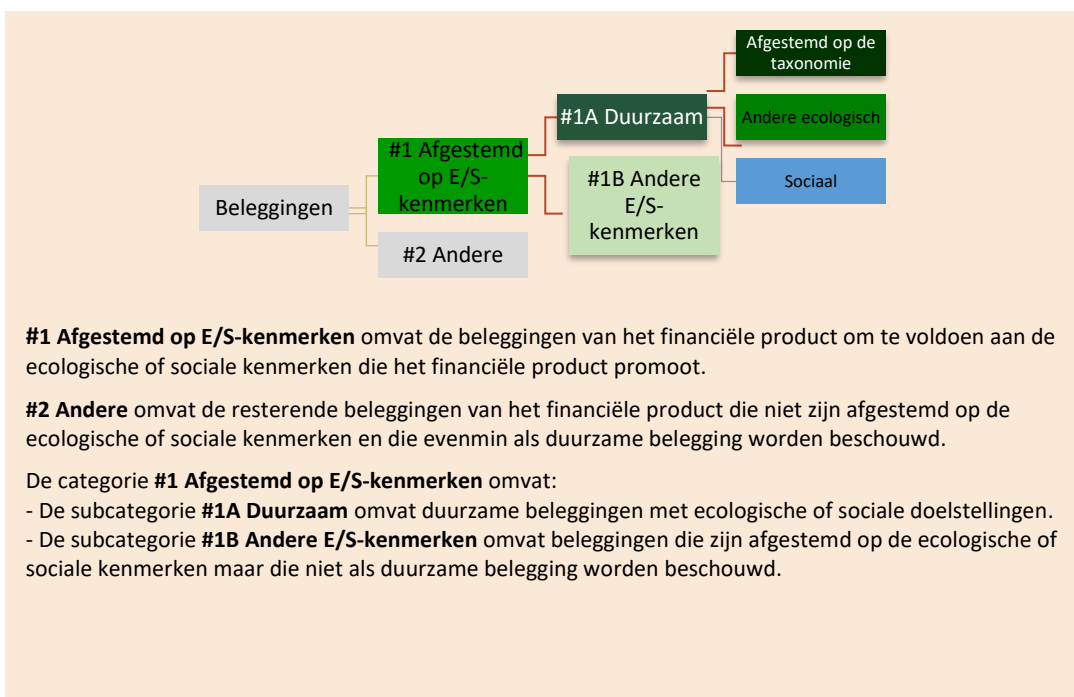 Afgestemd op de
taxonomie
#1A Duurzaam
Andere ecologisch
#1 Afgestemd
op E/S-
kenmerken
#1B Andere
E/S-
kenmerken
Sociaal
Beleggingen
#2 Andere
#1 Afgestemd op E/S-kenmerken omvat de beleggingen van het financiële product om te voldoen aan de
ecologische of sociale kenmerken die het financiële product promoot.
#2 Andere omvat de resterende beleggingen van het financiële product die niet zijn afgestemd op de
ecologische of sociale kenmerken en die evenmin als duurzame belegging worden beschouwd.
De categorie #1 Afgestemd op E/S-kenmerken omvat:
- De subcategorie #1A Duurzaam omvat duurzame beleggingen met ecologische of sociale doelstellingen.
- De subcategorie #1B Andere E/S-kenmerken omvat beleggingen die zijn afgestemd op de ecologische of
sociale kenmerken maar die niet als duurzame belegging worden beschouwd.